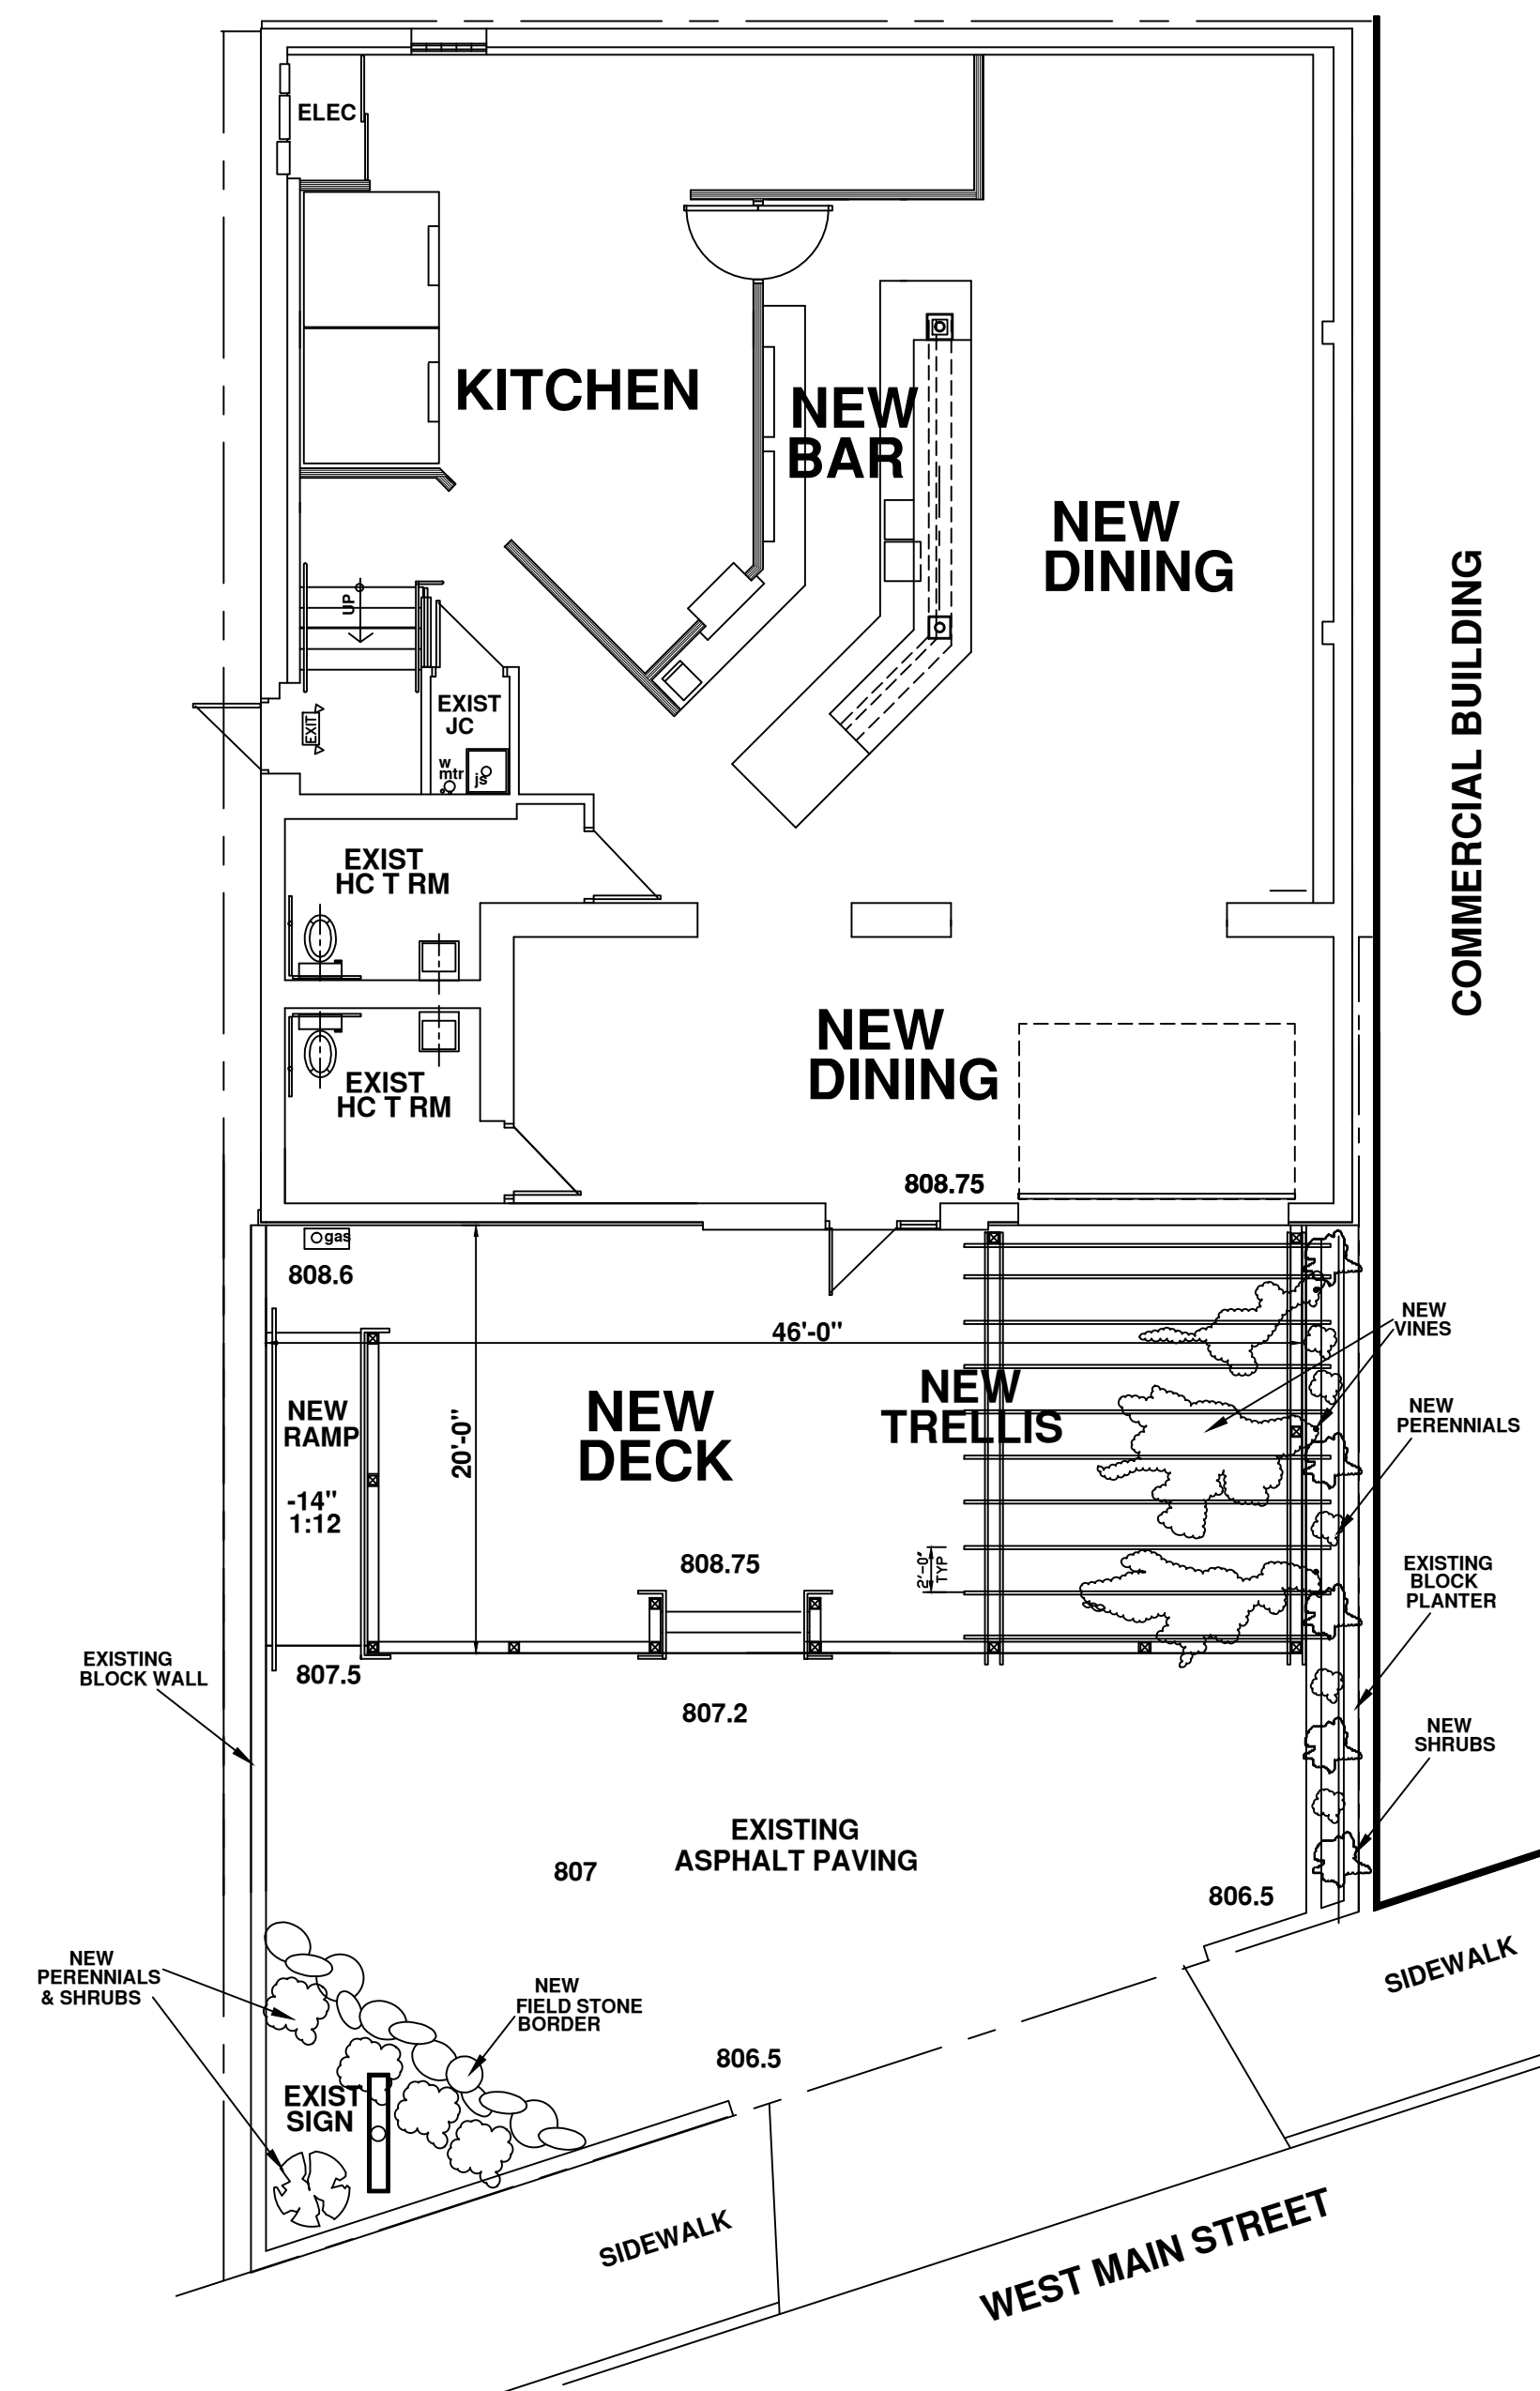 ELEC
KITCHEN
NEW
BAR
NEW
DINING
COMMERCIAL BUILDING
UP
EXIT
EXIST
JC
w
mtr
js
EXIST
HC T RM
NEW
DINING
EXIST
HC T RM
808.75
gas
808.6
46'-0"
NEW
VINES
NEW
RAMP
-14"
1:12
20'-0"
NEW
DECK
NEW
TRELLIS
NEW
PERENNIALS
2'-0"
TYP
808.75
EXISTING
BLOCK
PLANTER
EXISTING
BLOCK WALL
807.5
807.2
NEW
SHRUBS
EXISTING
ASPHALT PAVING
807
806.5
NEW
PERENNIALS
& SHRUBS
NEW
FIELD STONE
BORDER
SIDEWALK
806.5
EXIST
SIGN
SIDEWALK
WEST MAIN STREET